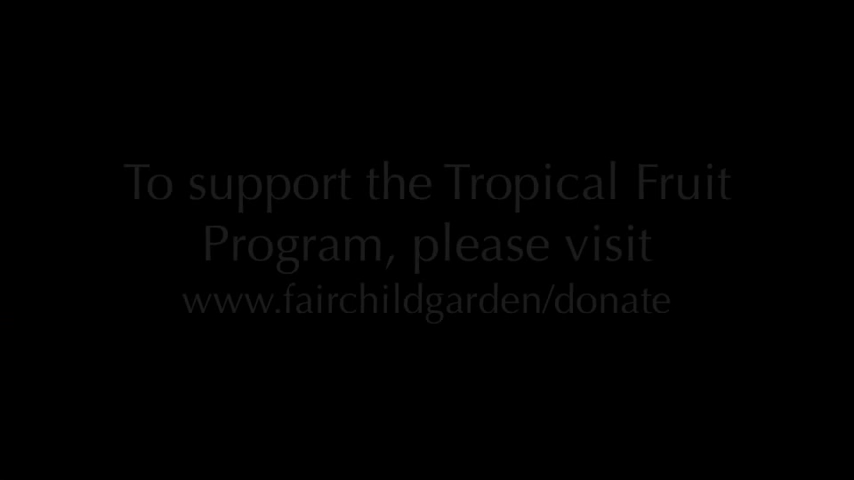 To support the Tropical Fruit
Program, please visit
www.fairchildgarden/donate